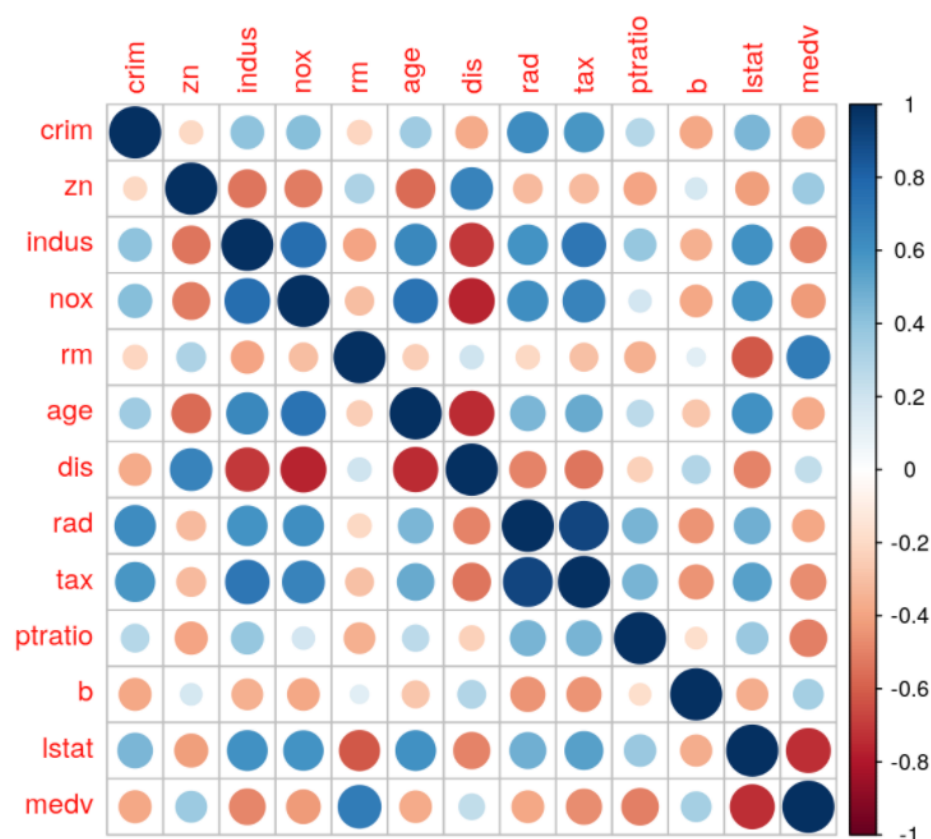 crim zn indus nox rm age dis rad tax ptratio b lstat medv
crim
zn
indus
nox
rm
age
dis
rad
tax
ptratio
b
lstat
medv
1
0.8
0.6
0.4
0.2
0
-0.2
-0.4
-0.6
-0.8
-1